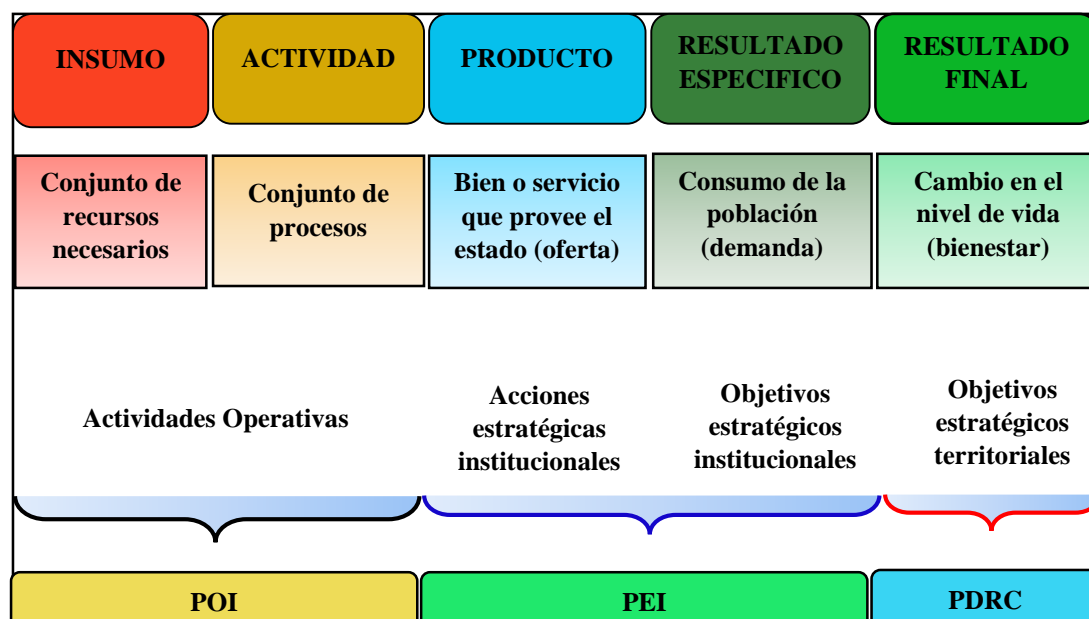 INSUMO
ACTIVIDAD
PRODUCTO
RESULTADO
ESPECIFICO
RESULTADO
FINAL
Conjunto de
recursos
necesarios
Conjunto de
procesos
Bien o servicio
que provee el
estado (oferta)
Consumo de la
población
(demanda)
Cambio en el
nivel de vida
(bienestar)
Actividades Operativas
Acciones
estratégicas
institucionales
Objetivos
estratégicos
institucionales
Objetivos
estratégicos
territoriales
POI
PEI
PDRC